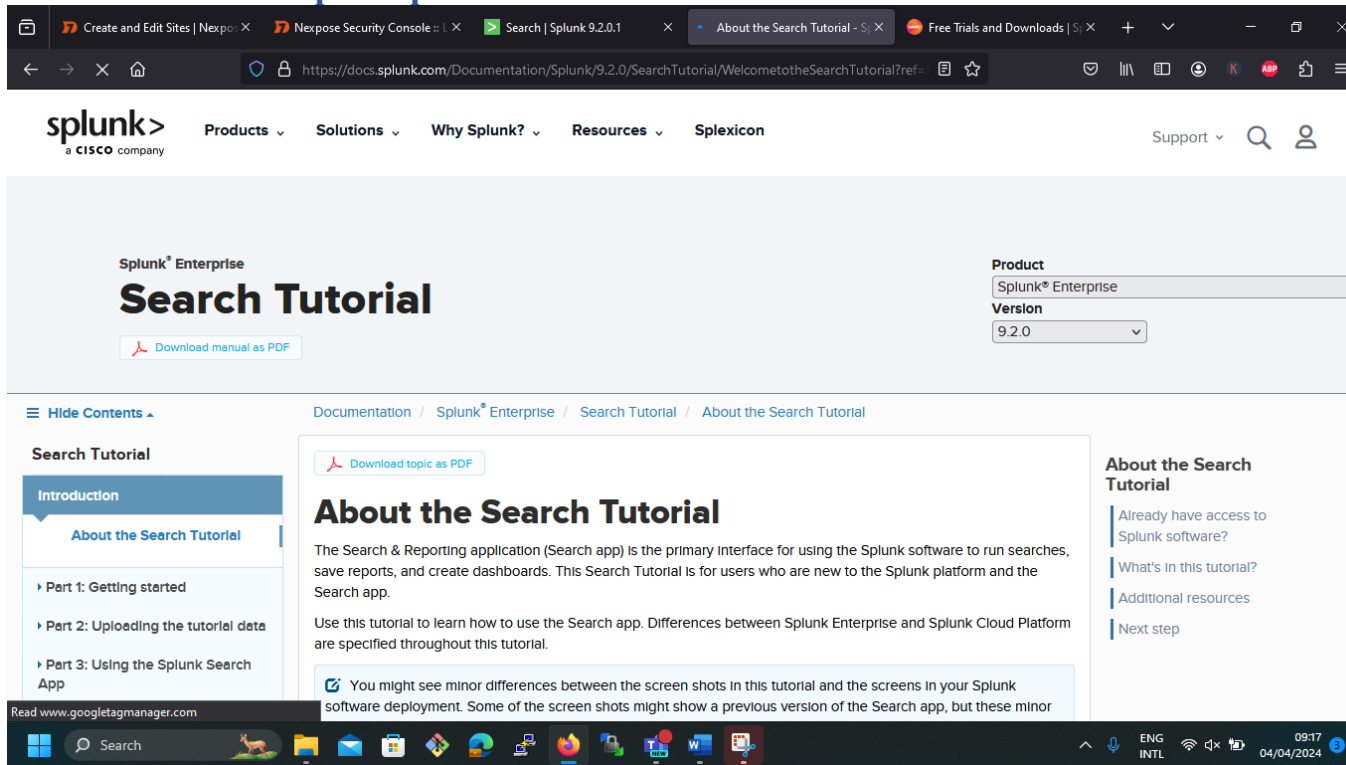 Create and Edit Sites | Nexpos
Nexpose Security Console :: L
Search | Splunk 9.2.0.1
About the Search Tutorial - Sp
Free Trials and Downloads | Sp
https://docs.splunk.com/Documentation/Splunk/9.2.0/SearchTutorial/WelcometotheSearchTutorial?ref=
K
ABP
splunk>
a CISCO company
Products
Solutions
Why Splunk?
Resources
Splexicon
Support
Splunk® Enterprise
Search Tutorial
Download manual as PDF
Product
Splunk® Enterprise
Version
9.2.0
Hide Contents
Documentation / Splunk® Enterprise / Search Tutorial / About the Search Tutorial
Search Tutorial
Introduction
About the Search Tutorial
Part 1: Getting started
Part 2: Uploading the tutorial data
Part 3: Using the Splunk Search
App
Download topic as PDF
About the Search Tutorial
The Search & Reporting application (Search app) is the primary interface for using the Splunk software to run searches,
save reports, and create dashboards. This Search Tutorial is for users who are new to the Splunk platform and the
Search app.
Use this tutorial to learn how to use the Search app. Differences between Splunk Enterprise and Splunk Cloud Platform
are specified throughout this tutorial.
You might see minor differences between the screen shots in this tutorial and the screens in your Splunk
software deployment. Some of the screen shots might show a previous version of the Search app, but these minor
About the Search
Tutorial
Already have access to
Splunk software?
What's in this tutorial?
Additional resources
Next step
Read www.googletagmanager.com
Search
NEW
ENG
INTL
09:17
04/04/2024
3